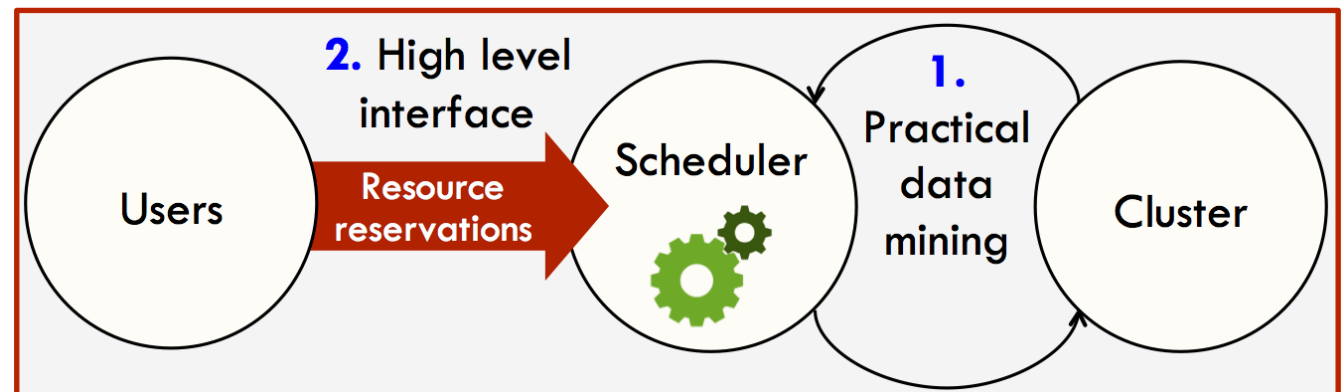 Users
2. High level
interface
Resource
reservations
Scheduler
1.
Practical
data
mining
Cluster